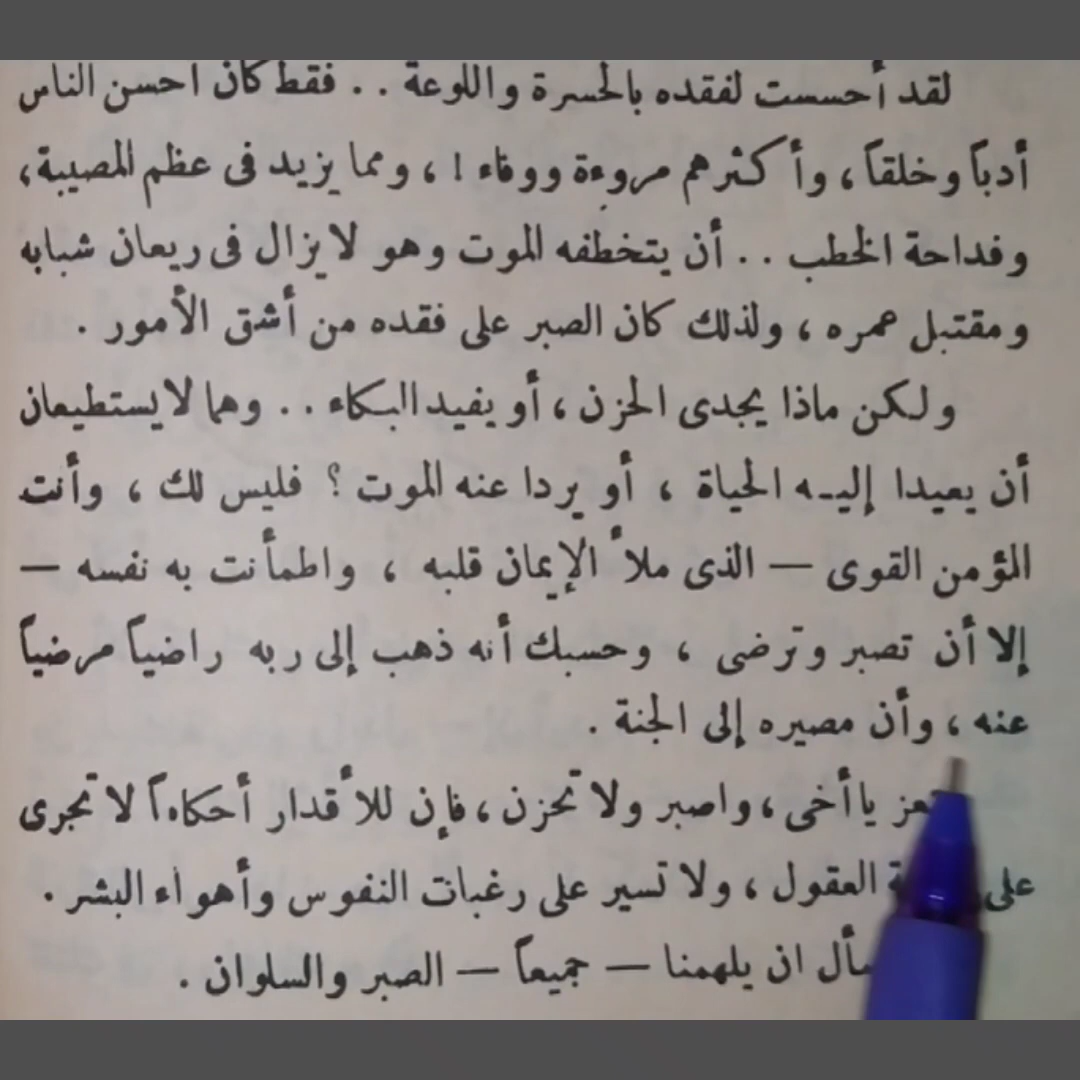 لقد أحسست لفقده بالحسرة واللوعة . . فقط كان احسن الناس
أدباً وخلقاً ، وأكثرهم مروءة ووفاء ! ، ومما يزيد فى عظم المصيبة ،
وفداحة الخطب . . أن يتخطفه الموت وهو لا يزال فى ريعان شبابه
ومقتبل عمره ، ولذلك كان الصبر على فقده من أشق الأمور .
ولكن ماذا يجدى الحزن ، أو يفيد البكاء . . وهما لا يستطيعان
أن يعيدا إليـه الحياة ، أو يردا عنه الموت ؟ فليس لك ، وأنت
المؤمن القوى — الذى ملأ الإيمان قلبه ، واطمأنت به نفسه —
إلا أن تصبر وترضى ، وحسبك أنه ذهب إلى ربه راضياً مرضياً
عنه ، وأن مصيره إلى الجنة .
يا أخى ، واصبر ولا تحزن ، فإن للأقدار أحكاماً لا تجرى
على العقول ، ولا تسير على رغبات النفوس وأهواء البشر .
ان يلهمنا — جميعاً — الصبر والسلوان .